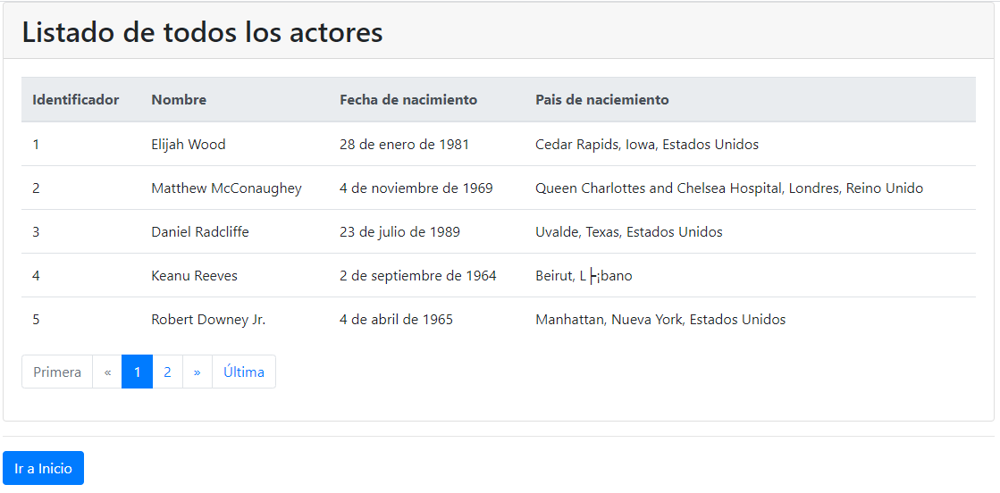 Listado de todos los actores
Identificador Nombre Fecha de nacimiento Pais de naciemiento
1 Elijah Wood 28 de enero de 1981 Cedar Rapids, Iowa, Estados Unidos
2 Matthew McConaughey 4 de noviembre de 1969 Queen Charlottes and Chelsea Hospital, Londres, Reino Unido
3 Daniel Radcliffe 23 de julio de 1989 Uvalde, Texas, Estados Unidos
4 Keanu Reeves 2 de septiembre de 1964 Beirut, L├¡bano
5 Robert Downey Jr. 4 de abril de 1965 Manhattan, Nueva York, Estados Unidos
Primera « 1 2 » Última
Ir a Inicio